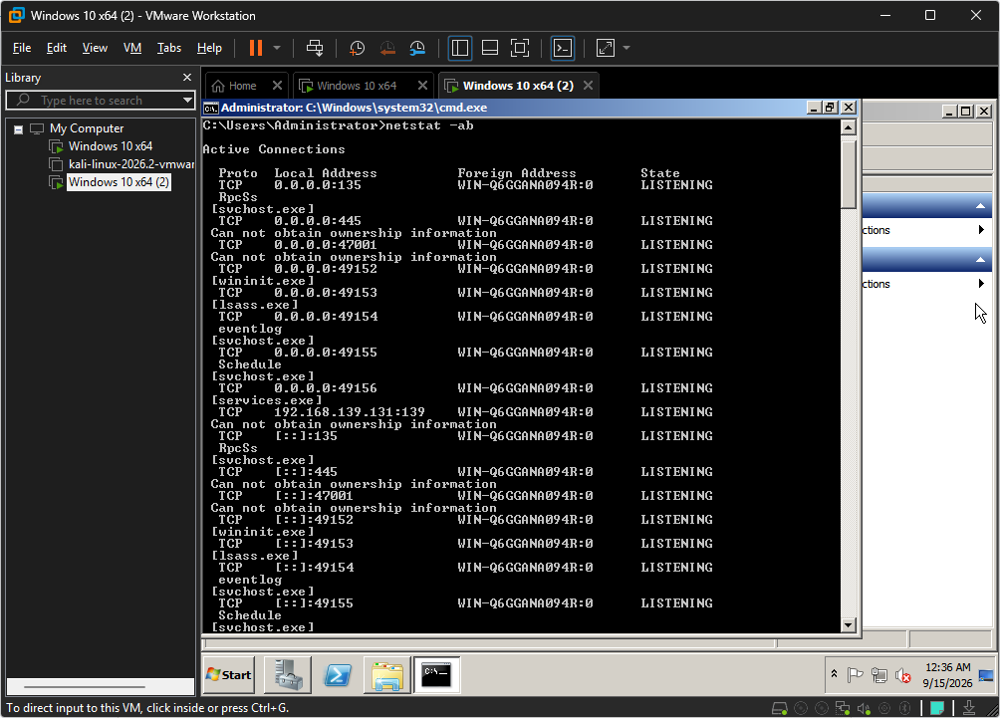 Windows 10 x64 (2) - VMware Workstation
File Edit View VM Tabs Help
Library
Type here to search
My Computer
Windows 10 x64
kali-linux-2026.2-vmwar
Windows 10 x64 (2)
Home
Windows 10 x64
Windows 10 x64 (2)
Administrator: C:\Windows\system32\cmd.exe
C:\Users\Administrator>netstat -ab
Active Connections
Proto Local Address Foreign Address State
TCP 0.0.0.0:135 WIN-Q6GGANA094R:0 LISTENING
RpcSs
[svchost.exe]
TCP 0.0.0.0:445 WIN-Q6GGANA094R:0 LISTENING
Can not obtain ownership information
TCP 0.0.0.0:47001 WIN-Q6GGANA094R:0 LISTENING
Can not obtain ownership information
TCP 0.0.0.0:49152 WIN-Q6GGANA094R:0 LISTENING
[wininit.exe]
TCP 0.0.0.0:49153 WIN-Q6GGANA094R:0 LISTENING
[lsass.exe]
TCP 0.0.0.0:49154 WIN-Q6GGANA094R:0 LISTENING
eventlog
[svchost.exe]
TCP 0.0.0.0:49155 WIN-Q6GGANA094R:0 LISTENING
Schedule
[svchost.exe]
TCP 0.0.0.0:49156 WIN-Q6GGANA094R:0 LISTENING
[services.exe]
TCP 192.168.139.131:139 WIN-Q6GGANA094R:0 LISTENING
Can not obtain ownership information
TCP [::]:135 WIN-Q6GGANA094R:0 LISTENING
RpcSs
[svchost.exe]
TCP [::]:445 WIN-Q6GGANA094R:0 LISTENING
Can not obtain ownership information
TCP [::]:47001 WIN-Q6GGANA094R:0 LISTENING
Can not obtain ownership information
TCP [::]:49152 WIN-Q6GGANA094R:0 LISTENING
[wininit.exe]
TCP [::]:49153 WIN-Q6GGANA094R:0 LISTENING
[lsass.exe]
TCP [::]:49154 WIN-Q6GGANA094R:0 LISTENING
eventlog
[svchost.exe]
TCP [::]:49155 WIN-Q6GGANA094R:0 LISTENING
Schedule
[svchost.exe]
ctions
ctions
Start
12:36 AM
9/15/2026
To direct input to this VM, click inside or press Ctrl+G.